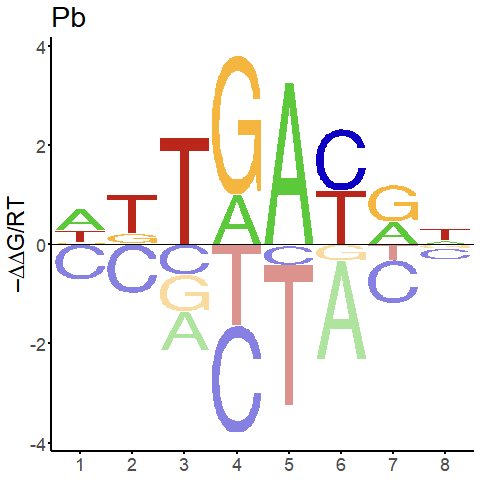 Pb
4
2
0
-2
-4
−ΔΔG/RT
A T T G A C G T
T G A T A
C C C T C G T C
G C T A C
A
1 2 3 4 5 6 7 8